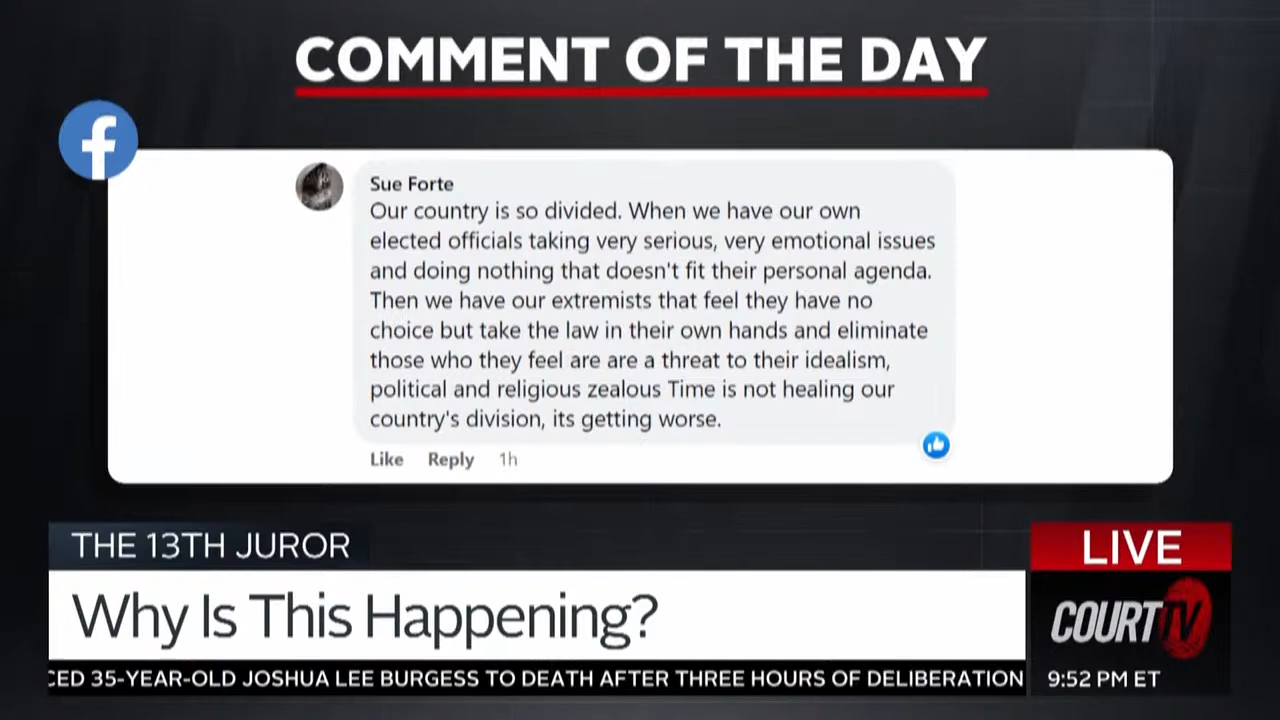 COMMENT OF THE DAY
f
Sue Forte
Our country is so divided. When we have our own
elected officials taking very serious, very emotional issues
and doing nothing that doesn't fit their personal agenda.
Then we have our extremists that feel they have no
choice but take the law in their own hands and eliminate
those who they feel are are a threat to their idealism,
political and religious zealous Time is not healing our
country's division, its getting worse.
Like Reply 1h
THE 13TH JUROR
Why Is This Happening?
LIVE
COURT TV
CED 35-YEAR-OLD JOSHUA LEE BURGESS TO DEATH AFTER THREE HOURS OF DELIBERATION
9:52 PM ET